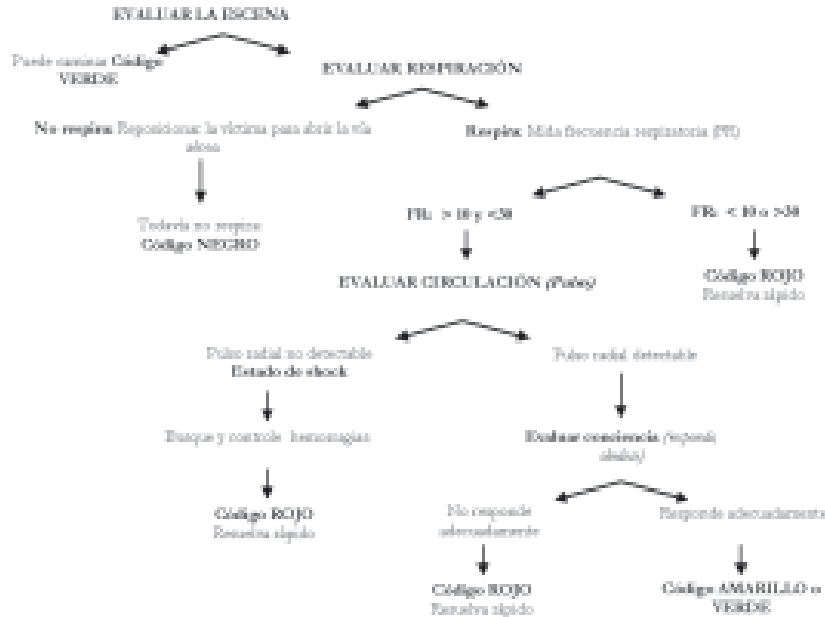 EVALUAR LA ESCENA
Puede caminar Código
VERDE
EVALUAR RESPIRACIÓN
No respira: Reposicionar la víctima para abrir la vía
aérea
Respira: Mida frecuencia respiratoria (FR)
Todavía no respira:
Código NEGRO
FR: > 10 y <30
FR: < 10 o >30
Código ROJO
Resuelva rápido
EVALUAR CIRCULACIÓN (Pulso)
Pulso radial no detectable
Estado de shock
Pulso radial detectable
Busque y controle hemorragias
Evaluar conciencia
Código ROJO
Resuelva rápido
No responde
adecuadamente
Responde adecuadamente
Código ROJO
Resuelva rápido
Código AMARILLO o
VERDE